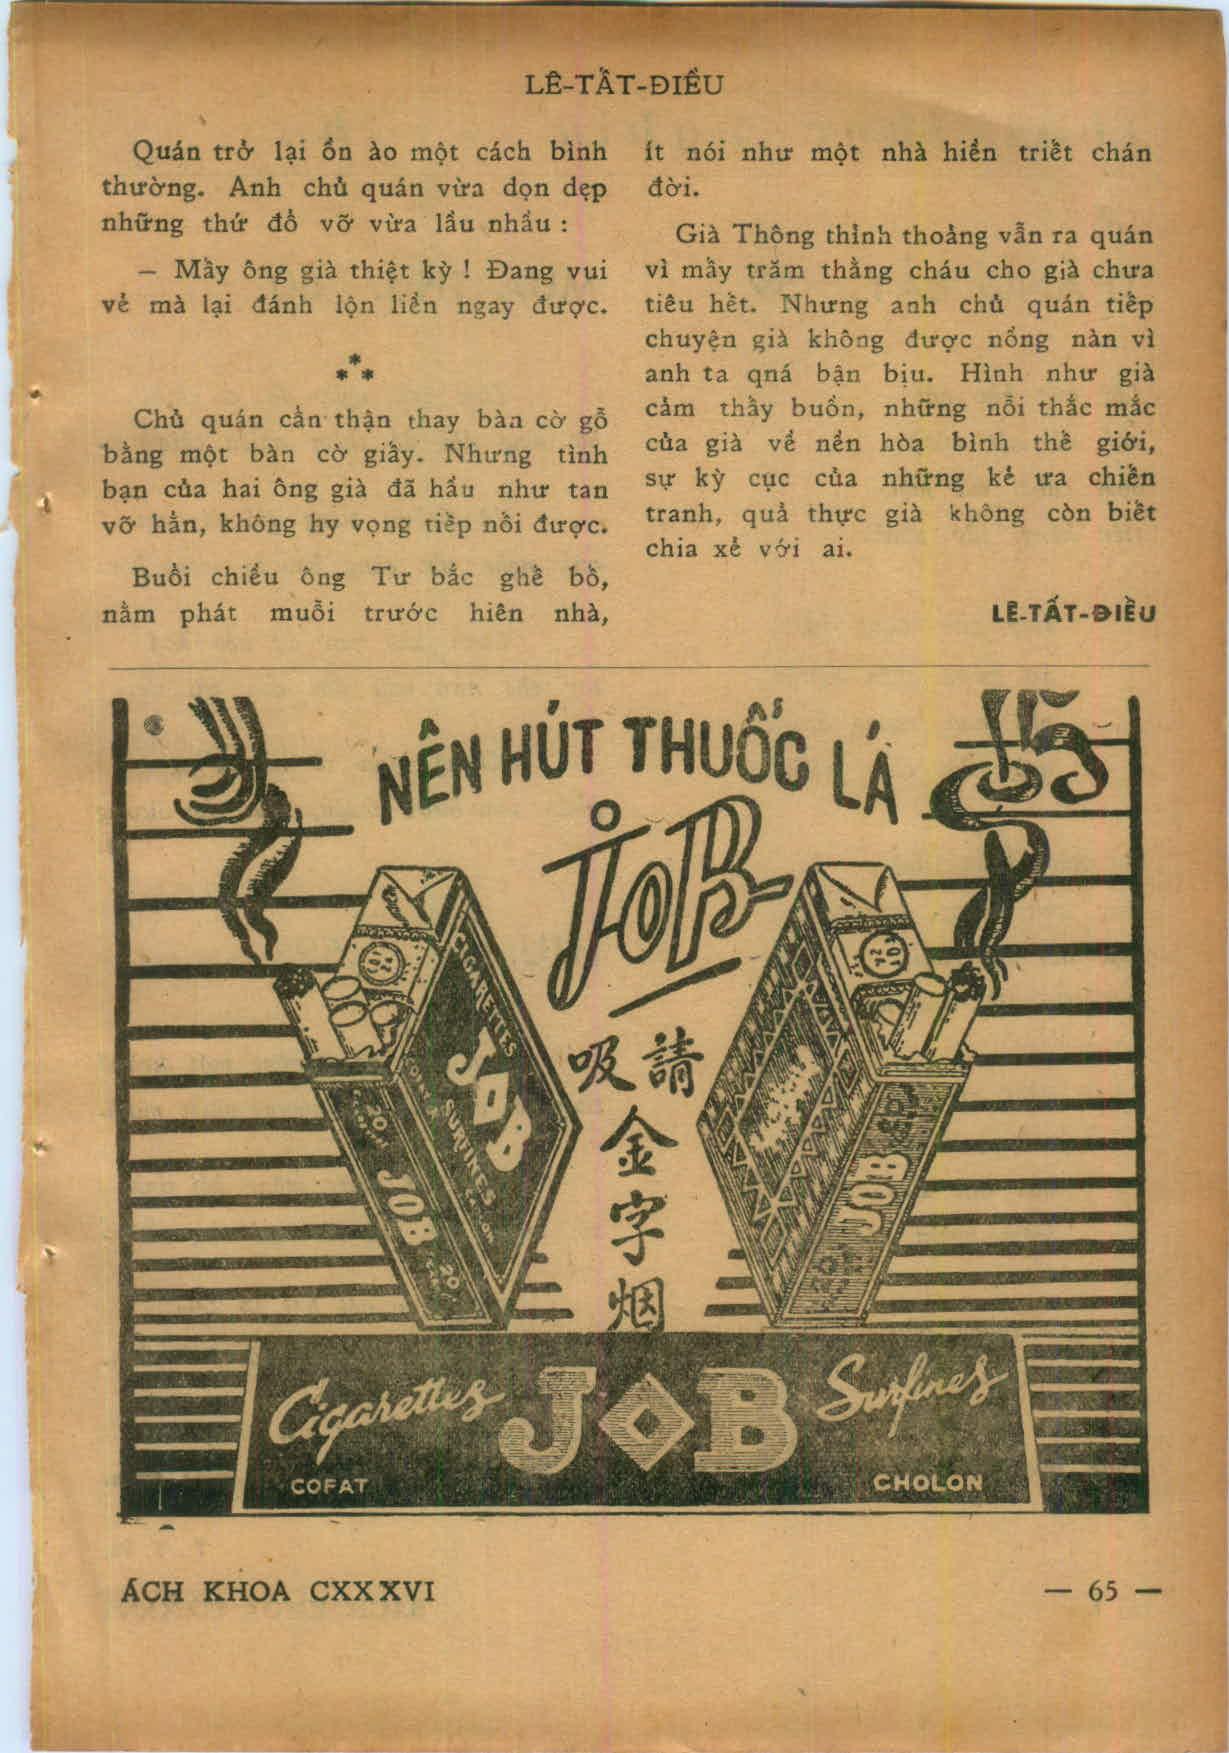 LÊ-TẤT-ĐIỀU
Quán trở lại ồn ào một cách bình
thường. Anh chủ quán vừa dọn dẹp
những thứ đổ vỡ vừa lầu nhầu :
— Mấy ông già thiệt kỳ ! Đang vui
vẻ mà lại đánh lộn liền ngay được.
* * *
Chủ quán cẩn thận thay bàn cờ gỗ
bằng một bàn cờ giấy. Nhưng tình
bạn của hai ông già đã hầu như tan
vỡ hẳn, không hy vọng tiếp nối được.
Buổi chiều ông Tư bắc ghế bố,
nằm phát muỗi trước hiên nhà,
ít nói như một nhà hiền triết chán
đời.
Già Thông thỉnh thoảng vẫn ra quán
vì mấy trăm thằng cháu cho già chưa
tiêu hết. Nhưng anh chủ quán tiếp
chuyện già không được nồng nàn vì
anh ta qná bận bịu. Hình như già
cảm thấy buồn, những nỗi thắc mắc
của già về nền hòa bình thế giới,
sự kỳ cục của những kẻ ưa chiến
tranh, quả thực già không còn biết
chia xẻ với ai.
LÊ-TẤT-ĐIỀU
NÊN HÚT THUỐC LÁ
JOB
請吸
金
字
烟
CIGARETTES
JOB
SURFINES
20
JOB
20
JOB
Cigarettes JOB Surfines
COFAT CHOLON
ÁCH KHOA CXXXVI
— 65 —